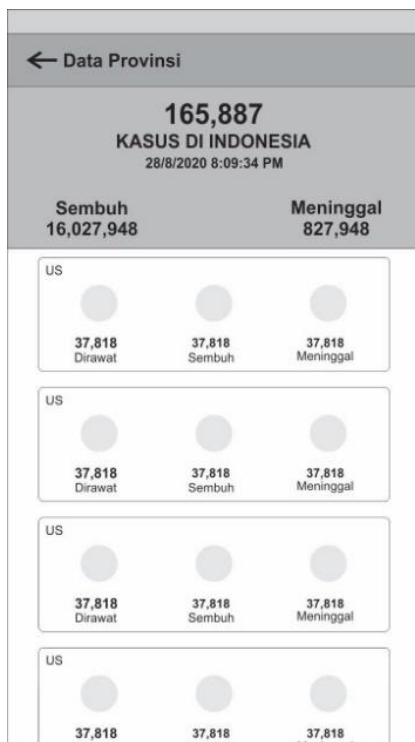 Data Provinsi
165,887
KASUS DI INDONESIA
28/8/2020 8:09:34 PM
Sembuh Meninggal
16,027,948 827,948
US
37,818 37,818 37,818
Dirawat Sembuh Meninggal
US
37,818 37,818 37,818
Dirawat Sembuh Meninggal
US
37,818 37,818 37,818
Dirawat Sembuh Meninggal
US
37,818 37,818 37,818